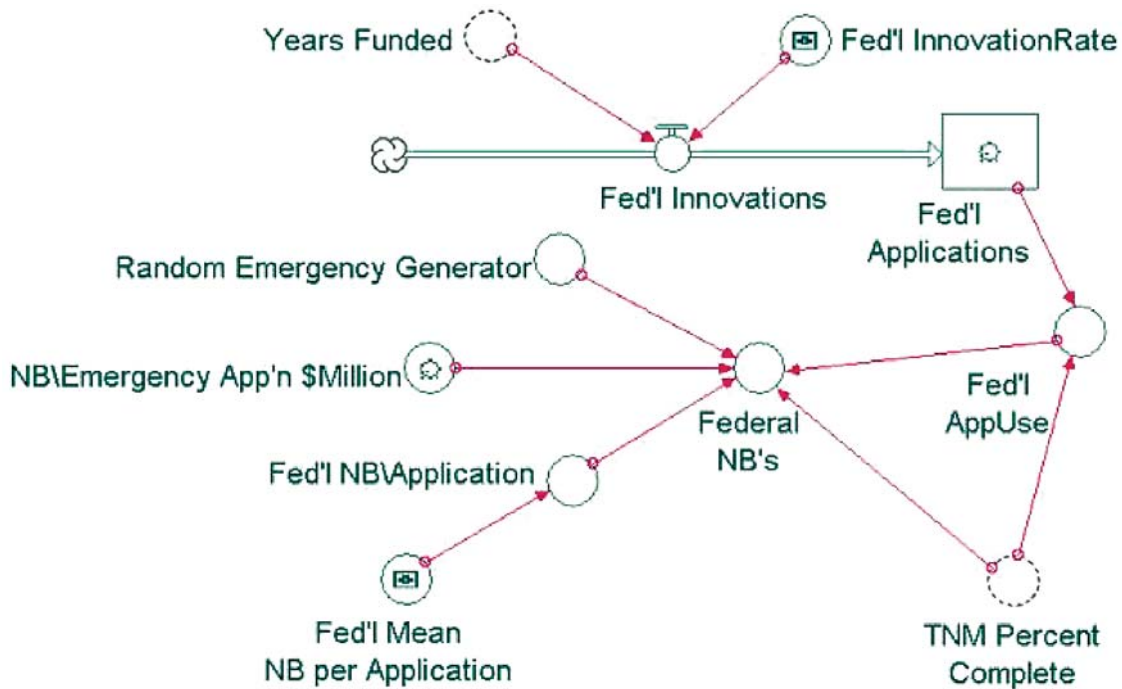 Years Funded
Fed'l InnovationRate
Fed'l Innovations
Fed'l
Applications
Random Emergency Generator
NB\Emergency App'n $Million
Federal
NB's
Fed'l
AppUse
Fed'l NB\Application
Fed'l Mean
NB per Application
TNM Percent
Complete